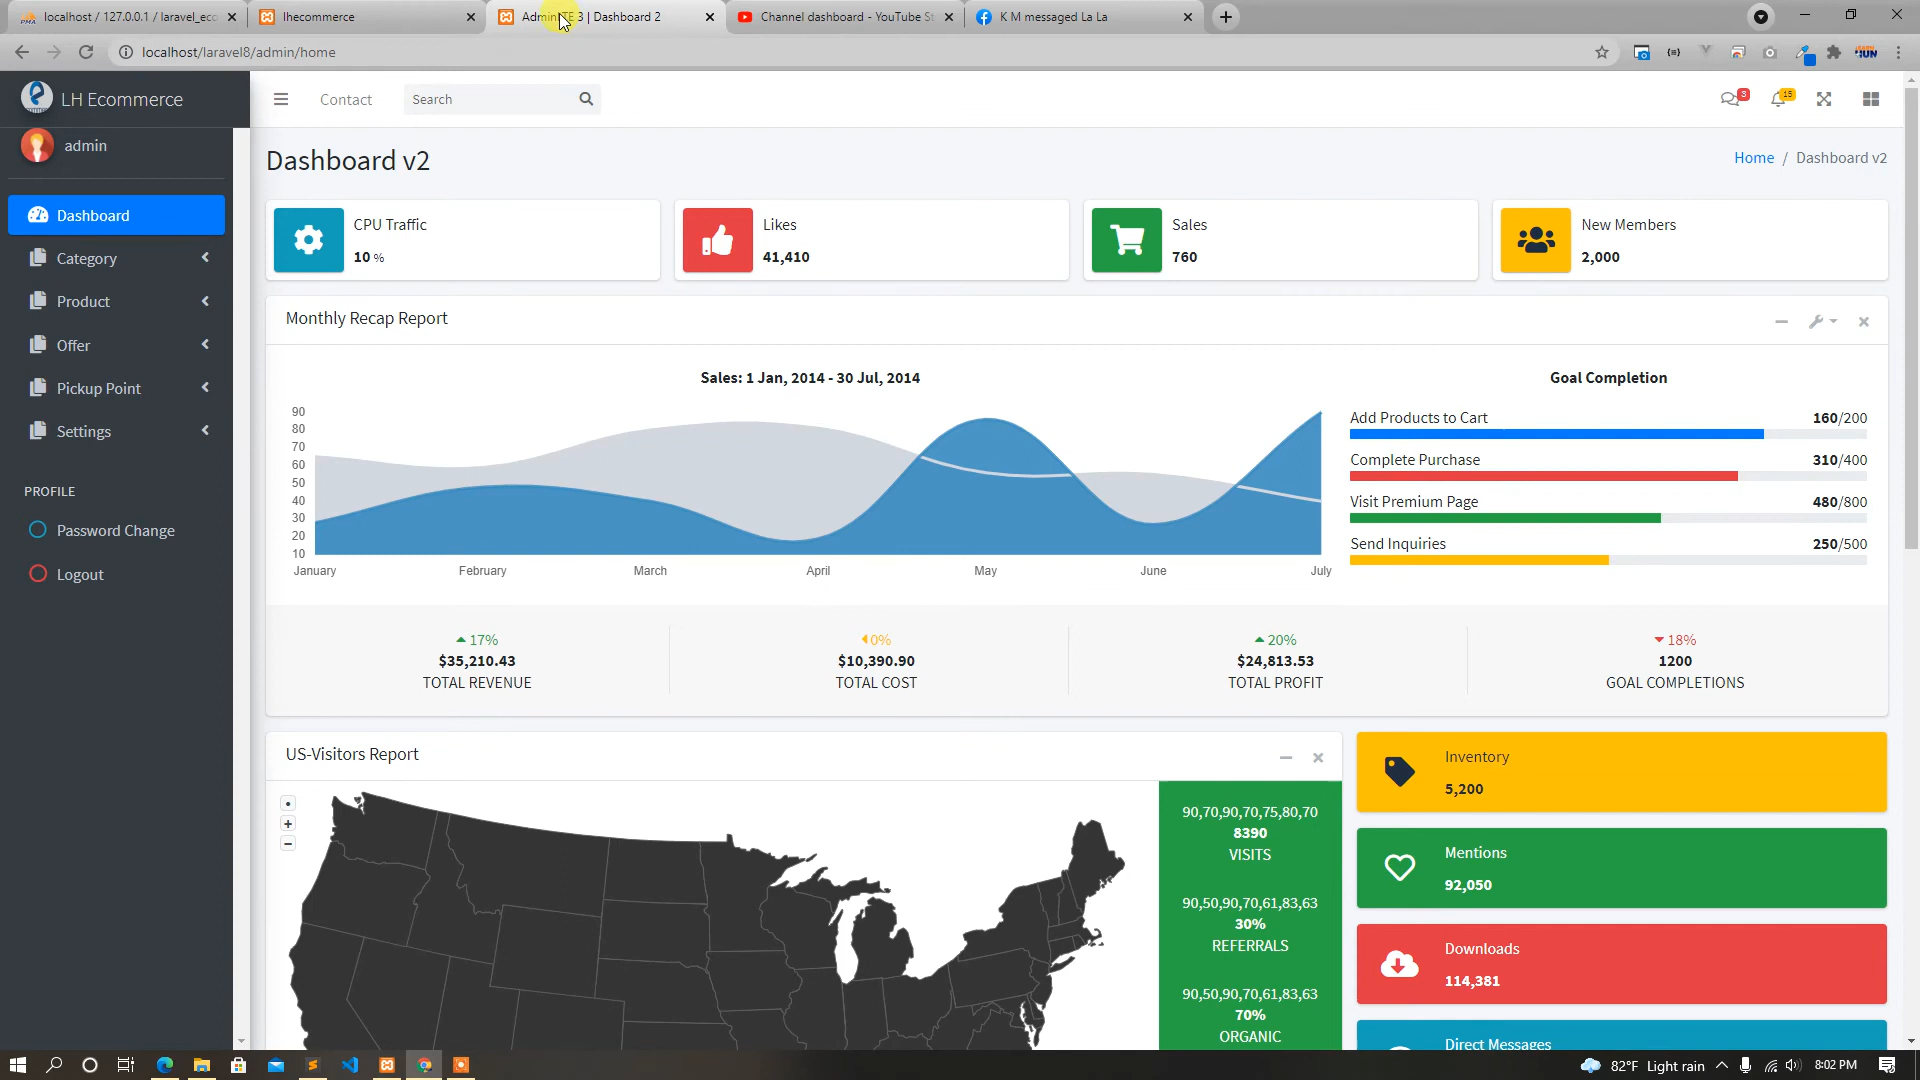 localhost / 127.0.0.1 / laravel_eco
lhecommerce
AdminLTE 3 | Dashboard 2
Channel dashboard - YouTube St
K M messaged La La
localhost/laravel8/admin/home
LH Ecommerce
Contact
Search
3
15
admin
Dashboard v2
Home / Dashboard v2
Dashboard
Category
Product
Offer
Pickup Point
Settings
PROFILE
Password Change
Logout
CPU Traffic
10 %
Likes
41,410
Sales
760
New Members
2,000
Monthly Recap Report
Sales: 1 Jan, 2014 - 30 Jul, 2014
90
80
70
60
50
40
30
20
10
January February March April May June July
Goal Completion
Add Products to Cart 160/200
Complete Purchase 310/400
Visit Premium Page 480/800
Send Inquiries 250/500
17%
$35,210.43
TOTAL REVENUE
0%
$10,390.90
TOTAL COST
20%
$24,813.53
TOTAL PROFIT
18%
1200
GOAL COMPLETIONS
US-Visitors Report
90,70,90,70,75,80,70
8390
VISITS
90,50,90,70,61,83,63
30%
REFERRALS
90,50,90,70,61,83,63
70%
ORGANIC
Inventory
5,200
Mentions
92,050
Downloads
114,381
Direct Messages
82°F Light rain
8:02 PM